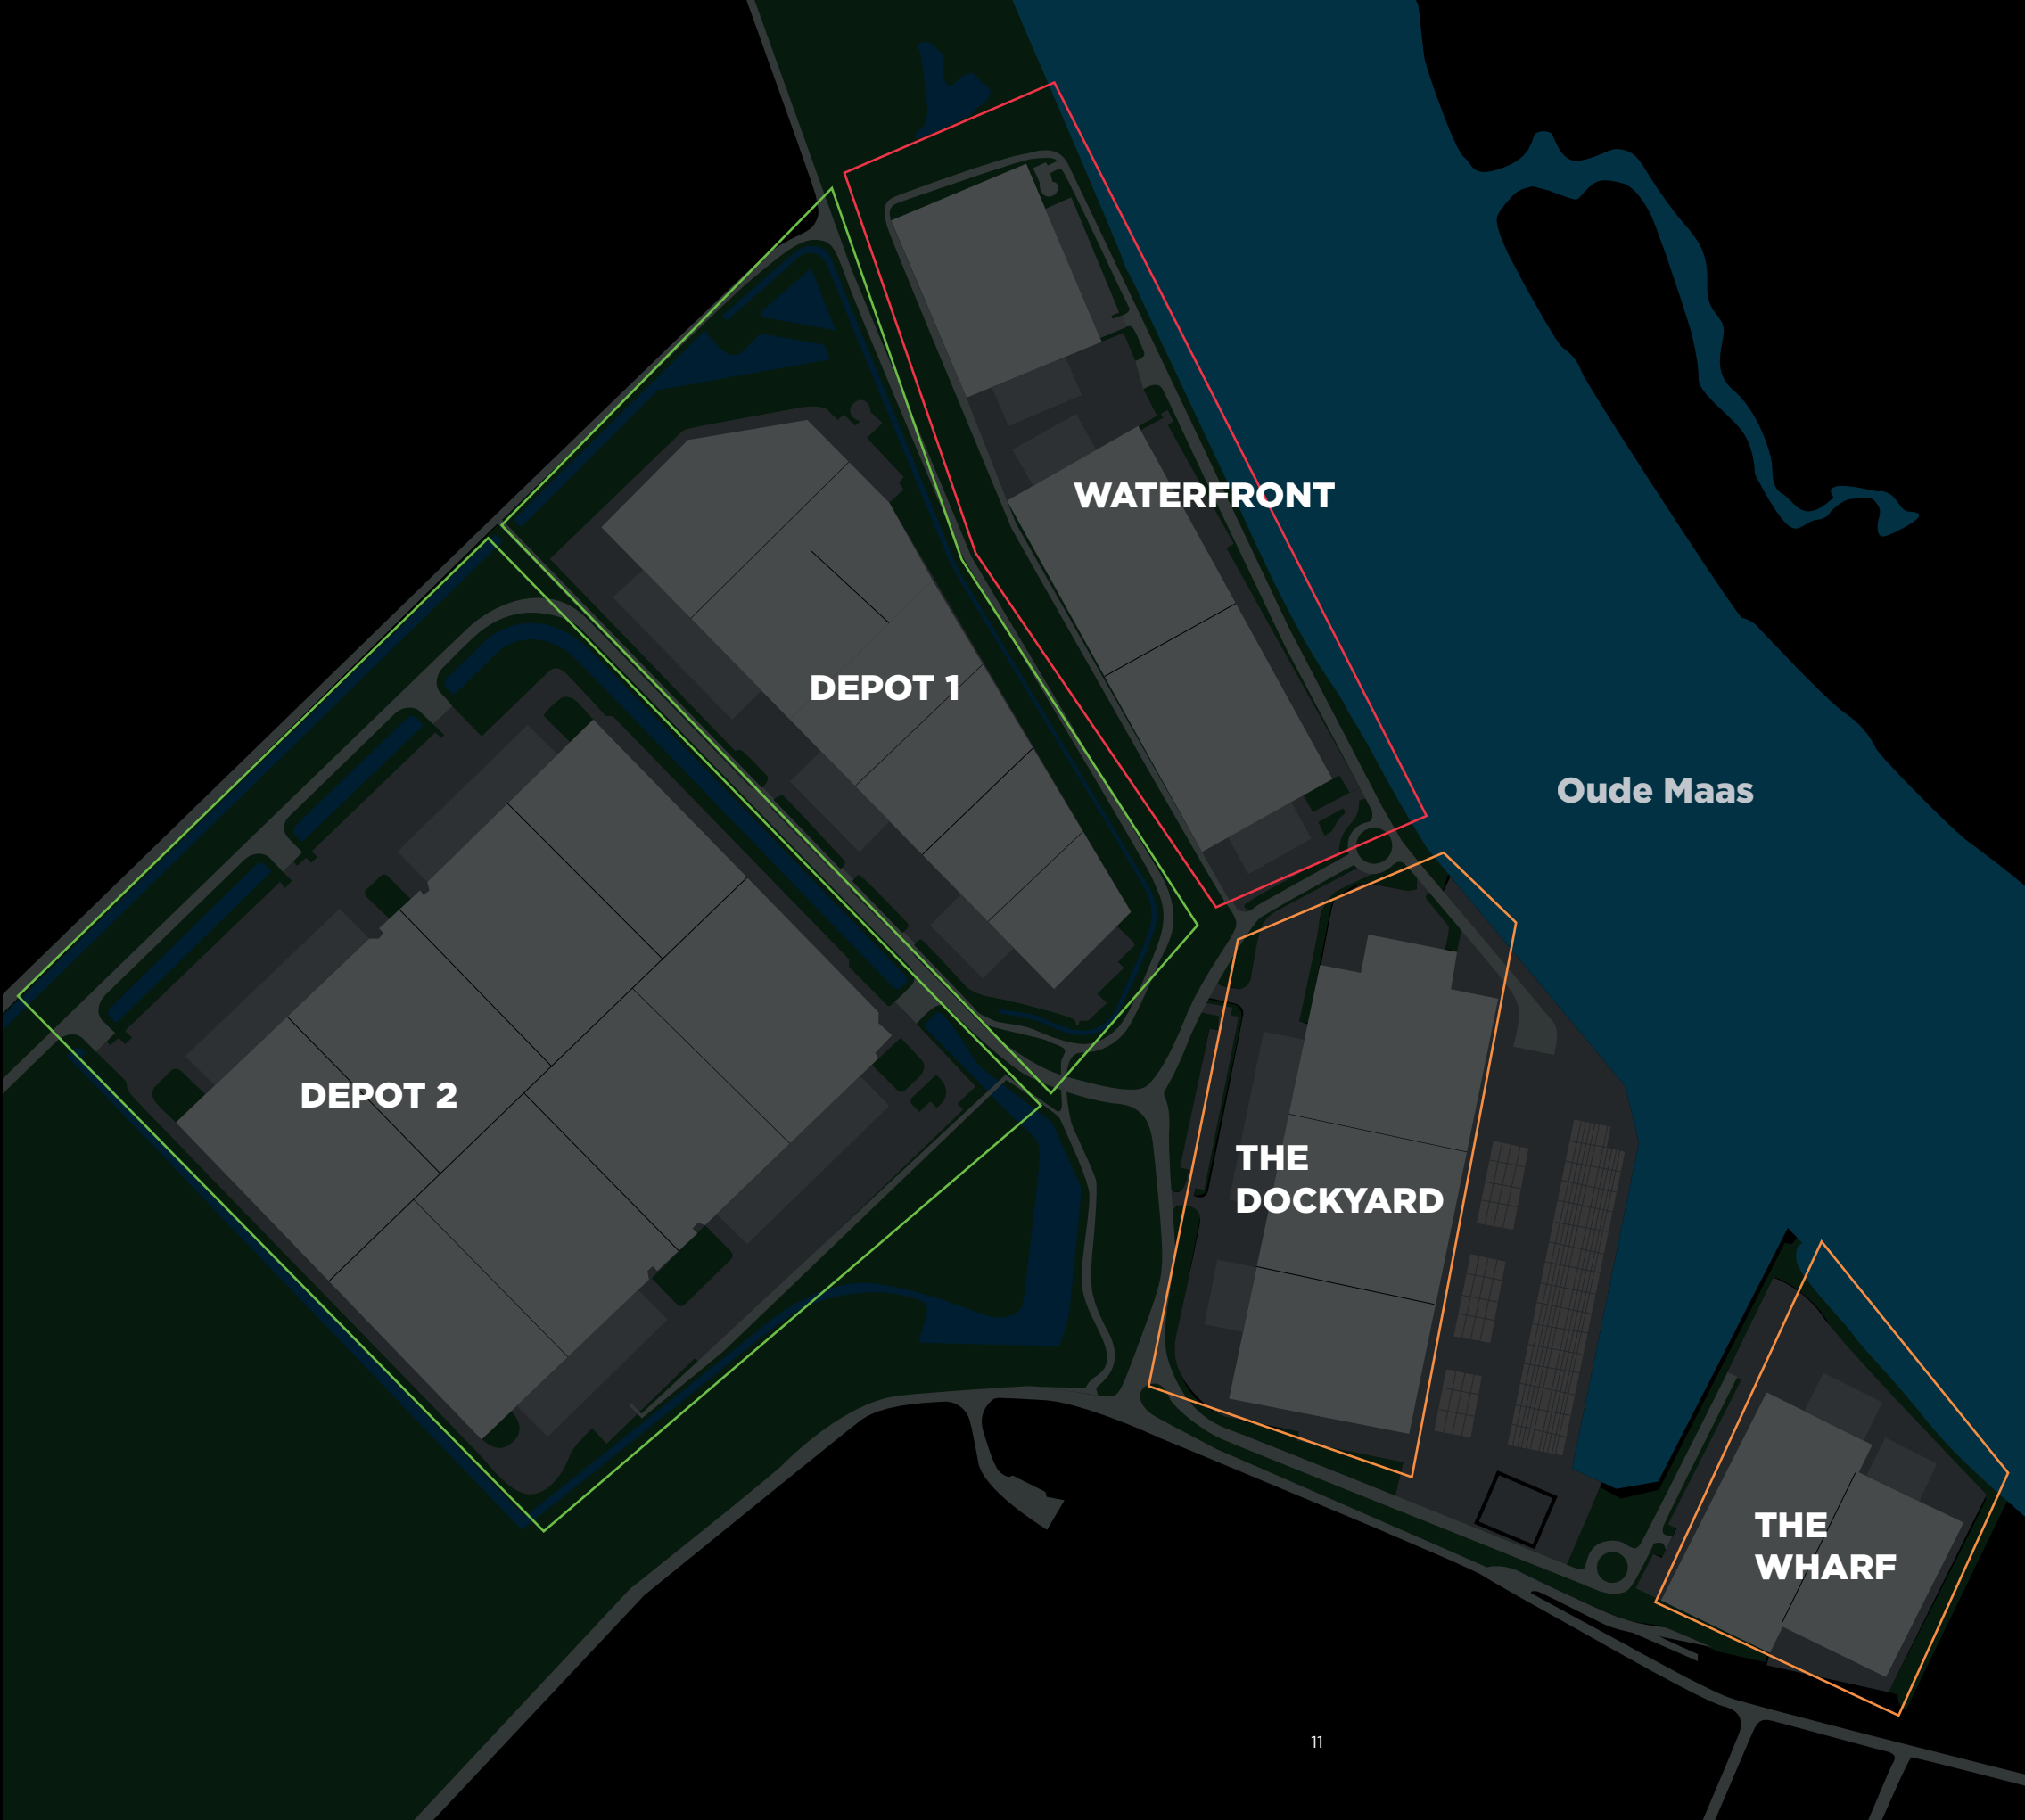 WATERFRONT
DEPOT 1
Oude Maas
DEPOT 2
THE
DOCKYARD
THE
WHARF
11